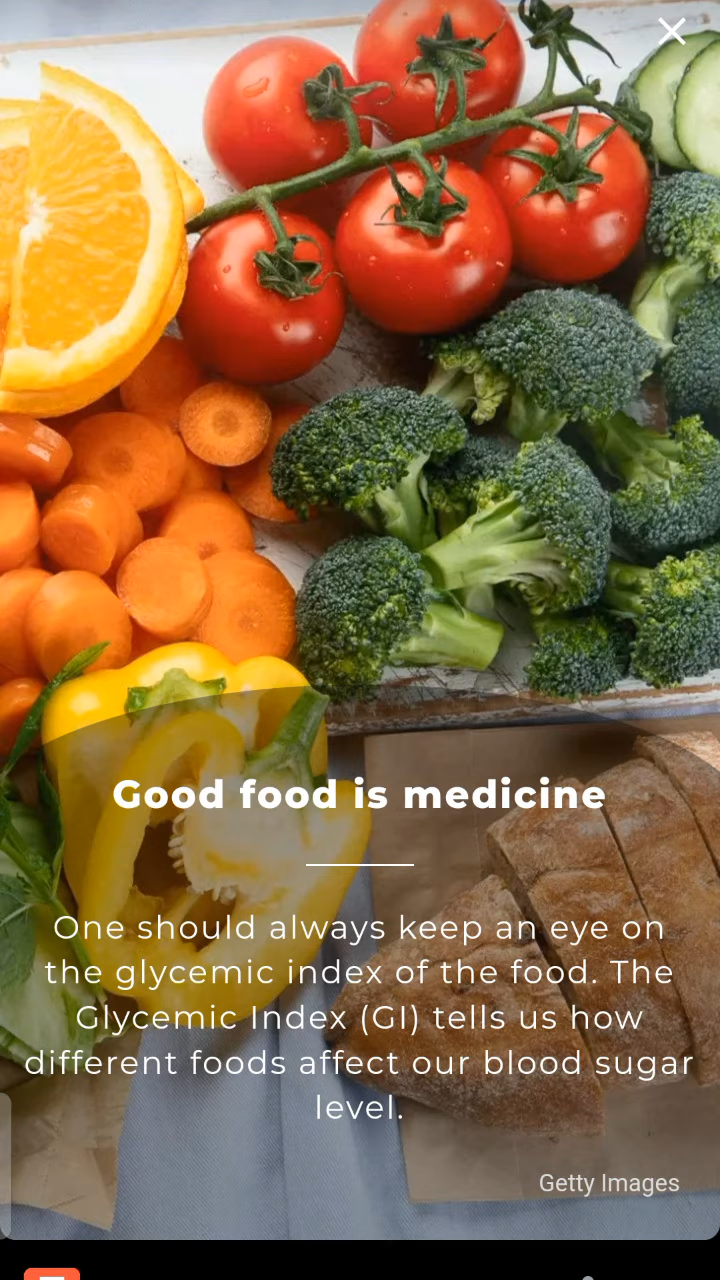 Good food is medicine
One should always keep an eye on
the glycemic index of the food. The
Glycemic Index (GI) tells us how
different foods affect our blood sugar
level.
Getty Images